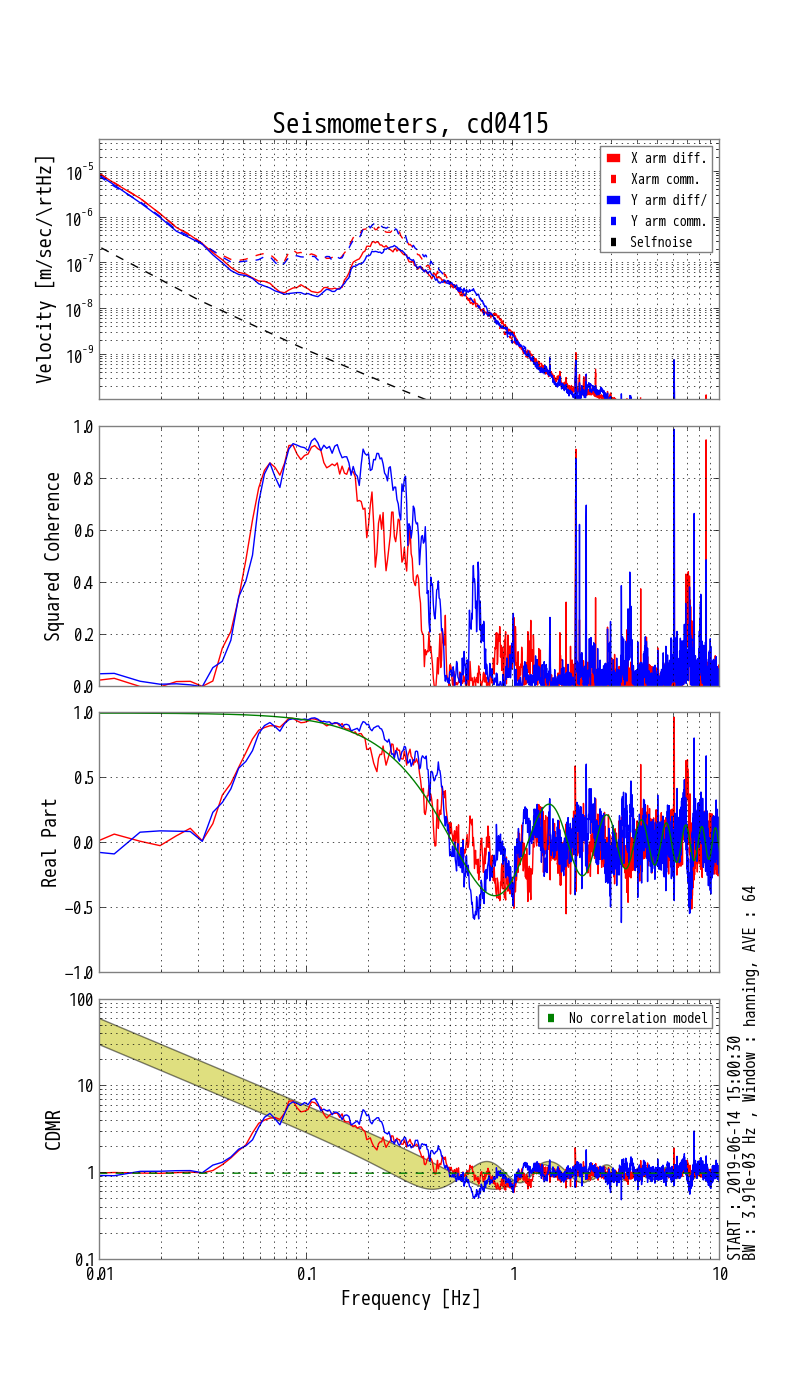 Seismometers, cd0415
Velocity [m/sec/\rtHz]
10^-5
10^-6
10^-7
10^-8
10^-9
X arm diff.
Xarm comm.
Y arm diff/
Y arm comm.
Selfnoise
Squared Coherence
1.0
0.8
0.6
0.4
0.2
0.0
Real Part
1.0
0.5
0.0
−0.5
−1.0
CDMR
100
10
1
0.1
No correlation model
0.01
0.1
1
10
Frequency [Hz]
START : 2019-06-14 15:00:30
BW : 3.91e-03 Hz , Window : hanning, AVE : 64